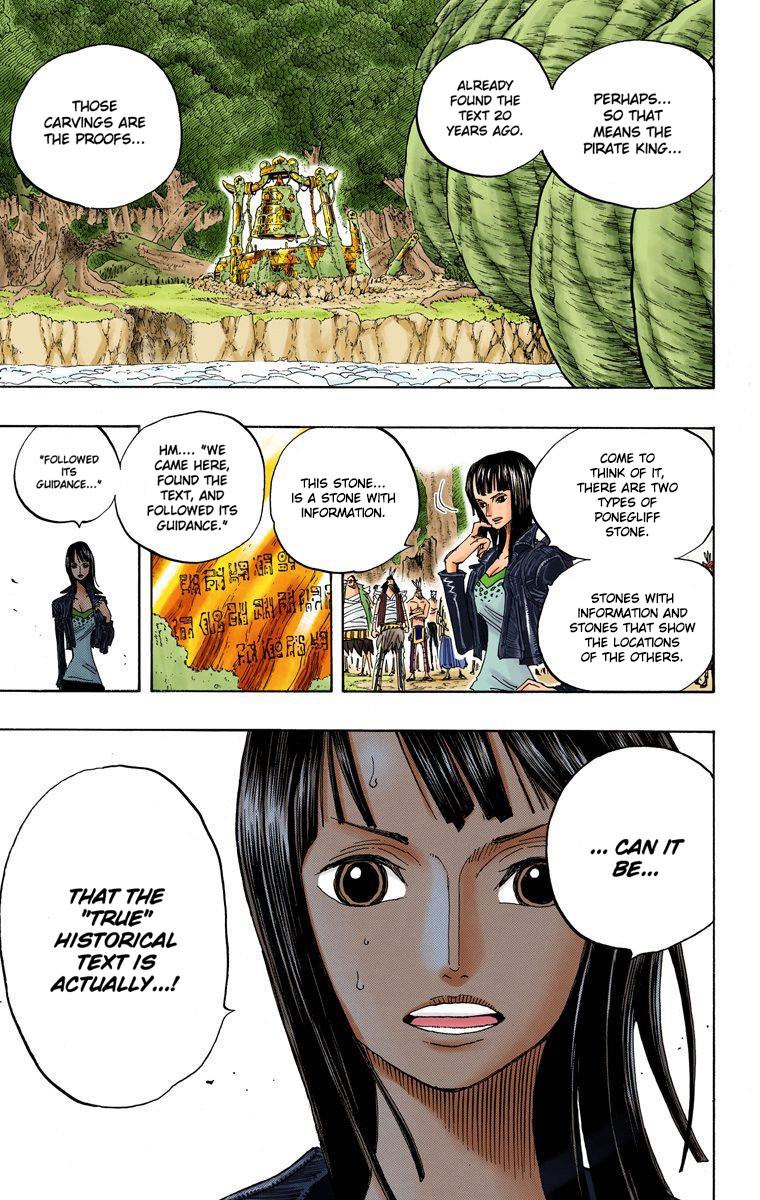 PERHAPS...
SO THAT
MEANS THE
PIRATE KING...
ALREADY
FOUND THE
TEXT 20
YEARS AGO.
THOSE
CARVINGS ARE
THE PROOFS...
COME TO
THINK OF IT,
THERE ARE TWO
TYPES OF
PONEGLIFF
STONE.
STONES WITH
INFORMATION AND
STONES THAT SHOW
THE LOCATIONS
OF THE OTHERS.
THIS STONE...
IS A STONE WITH
INFORMATION.
HM.... "WE
CAME HERE,
FOUND THE
TEXT, AND
FOLLOWED ITS
GUIDANCE."
"FOLLOWED
ITS
GUIDANCE..."
... CAN IT
BE...
THAT THE
"TRUE"
HISTORICAL
TEXT IS
ACTUALLY...!